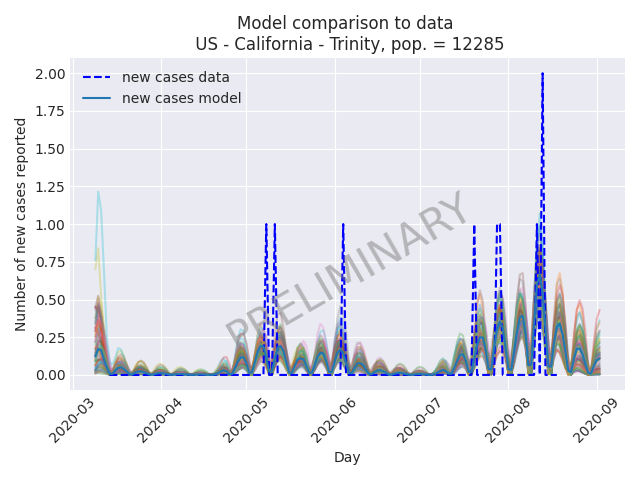 Model comparison to data
US - California - Trinity, pop. = 12285
new cases data
new cases model
Number of new cases reported
2.00
1.75
1.50
1.25
1.00
0.75
0.50
0.25
0.00
PRELIMINARY
2020-03
2020-04
2020-05
2020-06
2020-07
2020-08
2020-09
Day